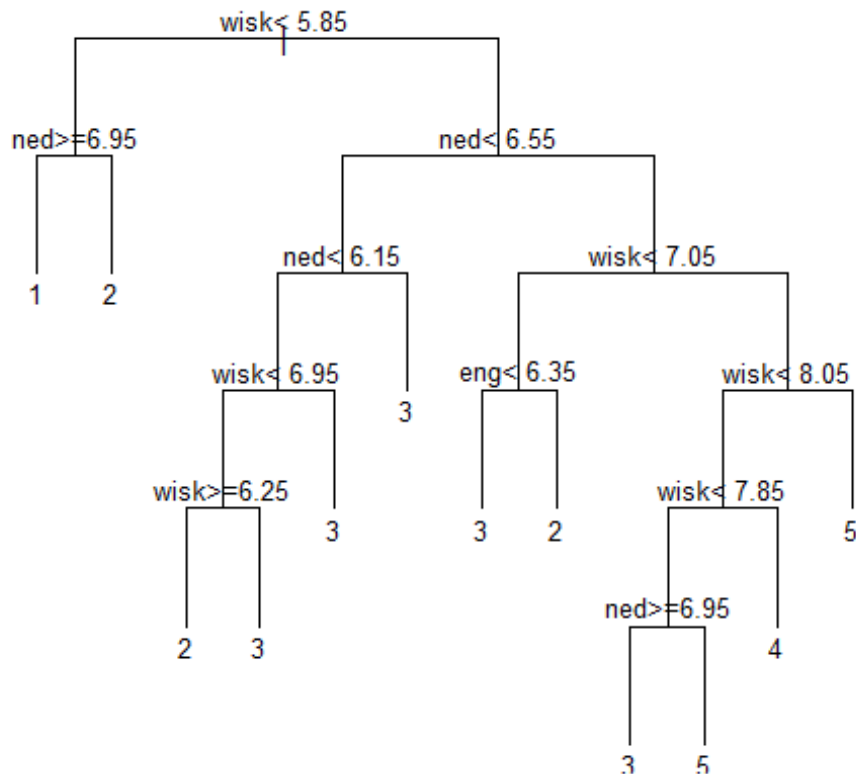 wisk< 5.85
ned>=6.95
ned< 6.55
1
2
ned< 6.15
wisk< 7.05
wisk< 6.95
3
eng< 6.35
wisk< 8.05
wisk>=6.25
3
3
2
wisk< 7.85
5
2
3
ned>=6.95
4
3
5